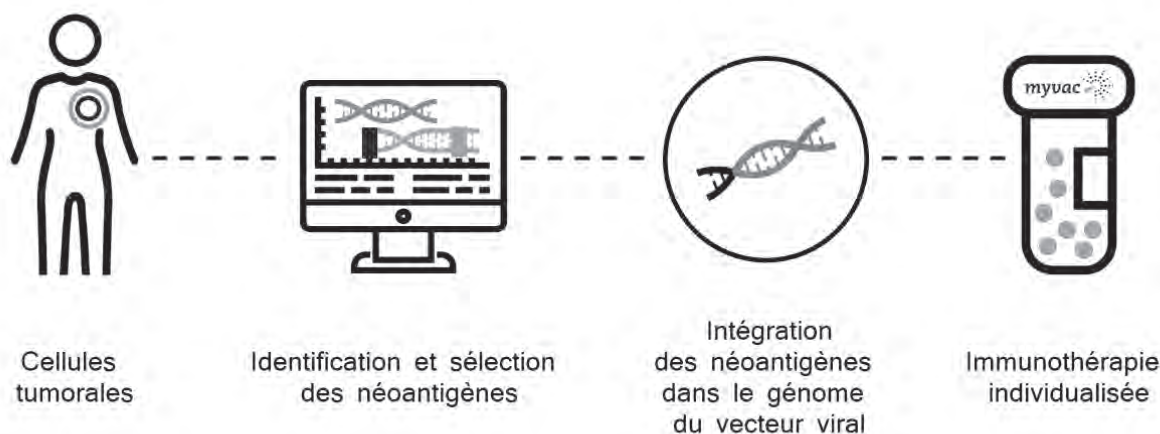 myvac
Cellules
tumorales
Identification et sélection
des néoantigènes
Intégration
des néoantigènes
dans le génome
du vecteur viral
Immunothérapie
individualisée